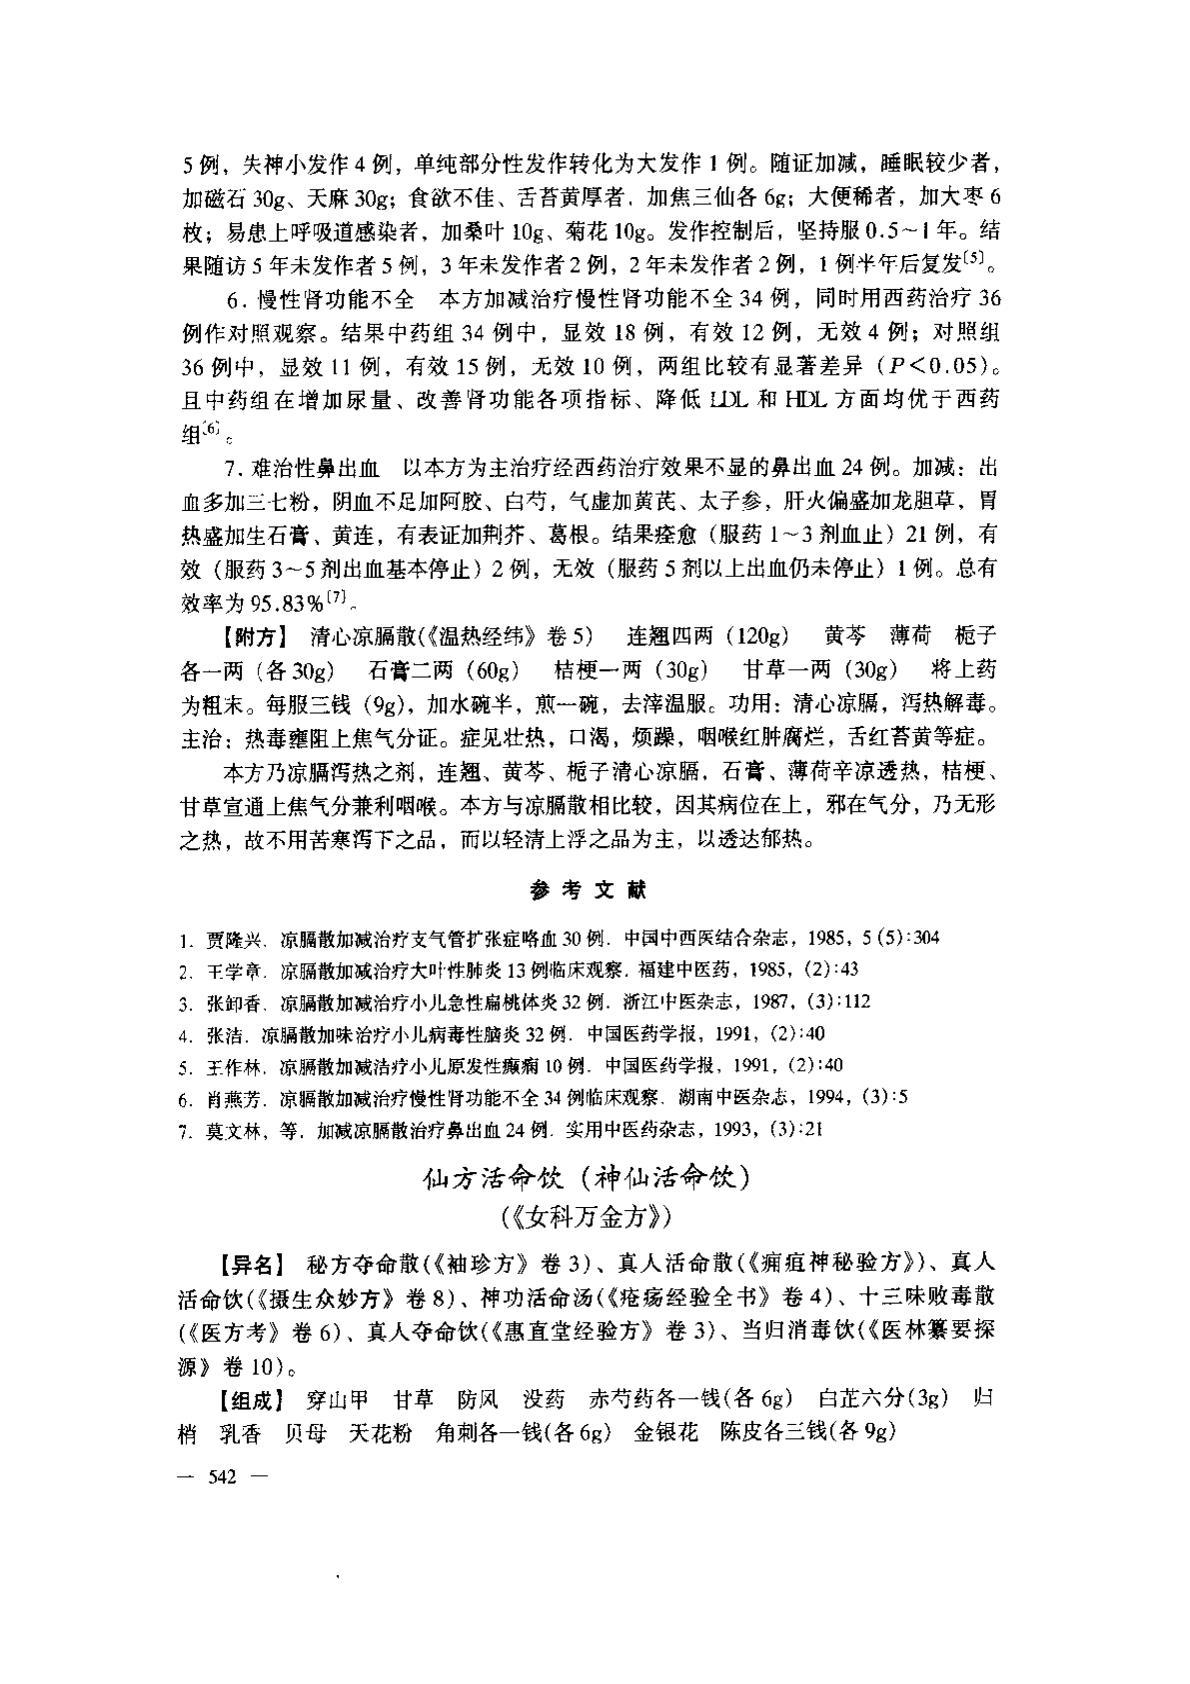 5例，失神小发作4例，单纯部分性发作转化为大发作1例。随证加减，睡眠较少者，
加磁石30g、天麻30g；食欲不佳、舌苔黄厚者，加焦三仙各6g；大便稀者，加大枣6
枚；易患上呼吸道感染者，加桑叶10g、菊花10g。发作控制后，坚持服0.5～1年。结
果随访5年未发作者5例，3年未发作者2例，2年未发作者2例，1例半年后复发〔5〕。
6.慢性肾功能不全　本方加减治疗慢性肾功能不全34例，同时用西药治疗36
例作对照观察。结果中药组34例中，显效18例，有效12例，无效4例；对照组
36例中，显效11例，有效15例，无效10例，两组比较有显著差异（P＜0.05）。
且中药组在增加尿量、改善肾功能各项指标、降低LDL和HDL方面均优于西药
组〔6〕。
7.难治性鼻出血　以本方为主治疗经西药治疗效果不显的鼻出血24例。加减：出
血多加三七粉，阴血不足加阿胶、白芍，气虚加黄芪、太子参，肝火偏盛加龙胆草，胃
热盛加生石膏、黄连，有表证加荆芥、葛根。结果痊愈（服药1～3剂血止）21例，有
效（服药3～5剂出血基本停止）2例，无效（服药5剂以上出血仍未停止）1例。总有
效率为95.83%〔7〕。
【附方】　清心凉膈散(《温热经纬》卷5)　连翘四两（120g）　黄芩　薄荷　栀子
各一两（各30g）　石膏二两（60g）　桔梗一两（30g）　甘草一两（30g）　将上药
为粗末。每服三钱（9g），加水碗半，煎一碗，去滓温服。功用：清心凉膈，泻热解毒。
主治：热毒壅阻上焦气分证。症见壮热，口渴，烦躁，咽喉红肿腐烂，舌红苔黄等症。
本方乃凉膈泻热之剂，连翘、黄芩、栀子清心凉膈，石膏、薄荷辛凉透热，桔梗、
甘草宣通上焦气分兼利咽喉。本方与凉膈散相比较，因其病位在上，邪在气分，乃无形
之热，故不用苦寒泻下之品，而以轻清上浮之品为主，以透达郁热。
参考文献
1. 贾隆兴. 凉膈散加减治疗支气管扩张症咯血30例. 中国中西医结合杂志，1985，5(5):304
2. 王学章. 凉膈散加减治疗大叶性肺炎13例临床观察. 福建中医药，1985，(2):43
3. 张卸香. 凉膈散加减治疗小儿急性扁桃体炎32例. 浙江中医杂志，1987，(3):112
4. 张洁. 凉膈散加味治疗小儿病毒性脑炎32例. 中国医药学报，1991，(2):40
5. 王作林. 凉膈散加减治疗小儿原发性癫痫10例. 中国医药学报，1991，(2):40
6. 肖燕芳. 凉膈散加减治疗慢性肾功能不全34例临床观察. 湖南中医杂志，1994，(3):5
7. 莫文林，等. 加减凉膈散治疗鼻出血24例. 实用中医药杂志，1993，(3):21
仙方活命饮（神仙活命饮）
(《女科万金方》)
【异名】　秘方夺命散(《袖珍方》卷3)、真人活命散(《痈疽神秘验方》)、真人
活命饮(《摄生众妙方》卷8)、神功活命汤(《疮疡经验全书》卷4)、十三味败毒散
(《医方考》卷6)、真人夺命饮(《惠直堂经验方》卷3)、当归消毒饮(《医林纂要探
源》卷10)。
【组成】　穿山甲　甘草　防风　没药　赤芍药各一钱(各6g)　白芷六分(3g)　归
梢　乳香　贝母　天花粉　角刺各一钱(各6g)　金银花　陈皮各三钱(各9g)
— 542 —